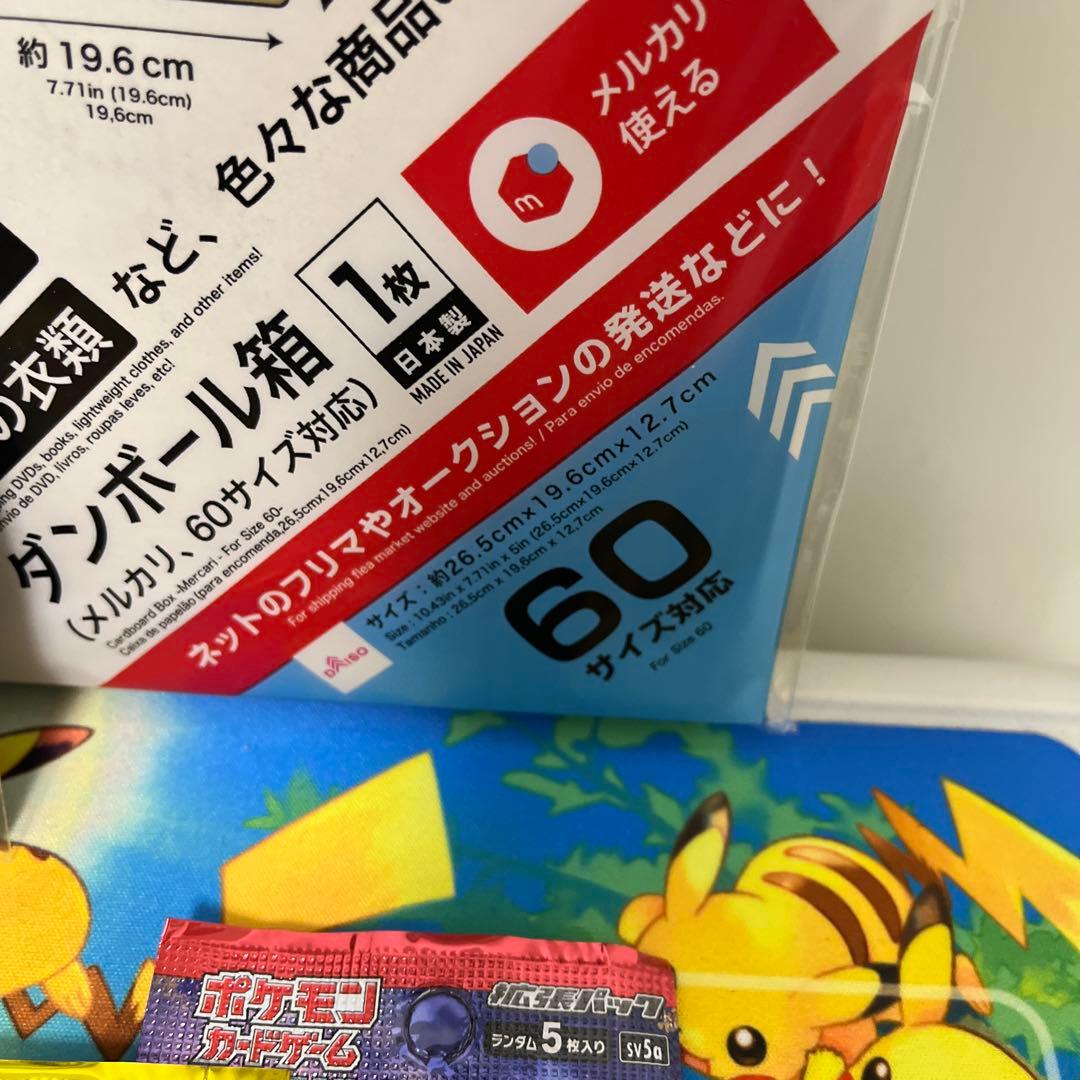 約 19.6 cm
7.71in (19.6cm)
19,6cm
色々な商品
の衣類
など、
DVDs, books, lightweight clothes, and other items!
envio de DVD, livros, roupas leves, etc!
ダンボール箱
1枚
日本製
MADE IN JAPAN
(メルカリ、60サイズ対応)
Cardboard Box -Mercari - For Size 60-
Caixa de papelão (para encomenda,26,5cmx19,6cmx12,7cm)
メルカリ
使える
m
ネットのフリマやオークションの発送などに!
For shipping flea market website and auctions! / Para envio de encomendas.
サイズ:約26.5cm×19.6cm×12.7cm
Size : 10.43in x 7.71in x 5in (26.5cm×19.6cm×12.7cm)
Tamanho : 26,5cm x 19,6cm x 12,7cm
60
サイズ対応
For Size 60
DAISO
ポケモン
カードゲーム
拡張パック
ランダム5枚入り
SV5a